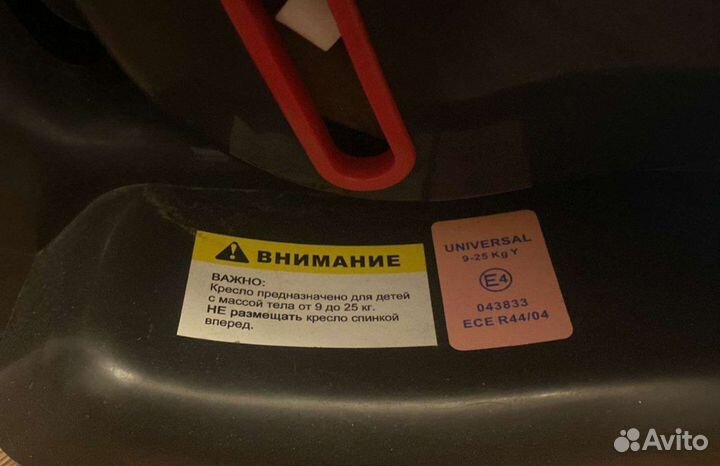 ВНИМАНИЕ
ВАЖНО:
Кресло предназначено для детей
с массой тела от 9 до 25 кг.
НЕ размещать кресло спинкой
вперед.
UNIVERSAL
9-25 Kg Y
E4
043833
ECE R44/04
Avito